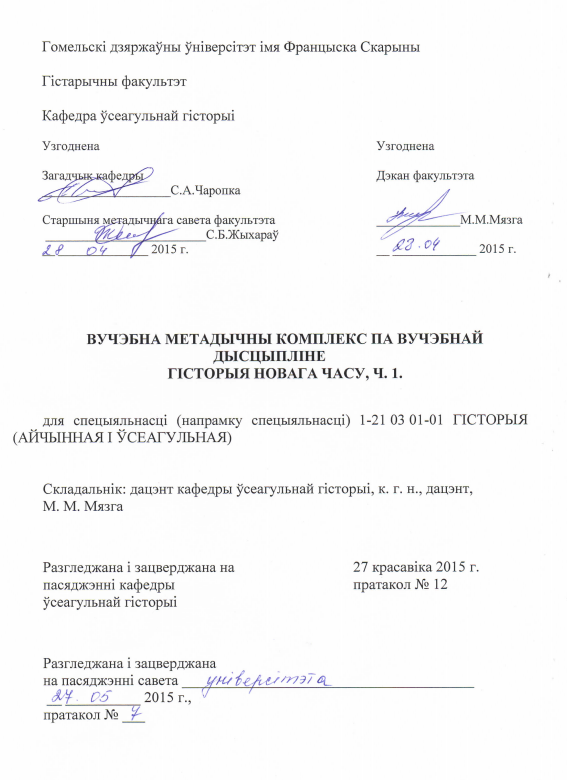 Гомельскі дзяржаўны ўніверсітэт імя Францыска Скарыны
Гістарычны факультэт
Кафедра ўсеагульнай гісторыі
Узгоднена
Узгоднена
Загадчык кафедры
Дэкан факультэта
С.А.Чаропка
Старшыня метадычнага савета факультэта
М.М.Мязга
С.Б.Жыхараў
28 04 2015 г.
23.04 2015 г.
ВУЧЭБНА МЕТАДЫЧНЫ КОМПЛЕКС ПА ВУЧЭБНАЙ
ДЫСЦЫПЛІНЕ
ГІСТОРЫЯ НОВАГА ЧАСУ, Ч. 1.
для спецыяльнасці (напрамку спецыяльнасці) 1-21 03 01-01 ГІСТОРЫЯ
(АЙЧЫННАЯ І ЎСЕАГУЛЬНАЯ)
Складальнік: дацэнт кафедры ўсеагульнай гісторыі, к. г. н., дацэнт,
М. М. Мязга
Разгледжана і зацверджана на
27 красавіка 2015 г.
пасяджэнні кафедры
пратакол № 12
ўсеагульнай гісторыі
Разгледжана і зацверджана
на пасяджэнні савета універсітэта
27. 05 2015 г.,
пратакол № 7